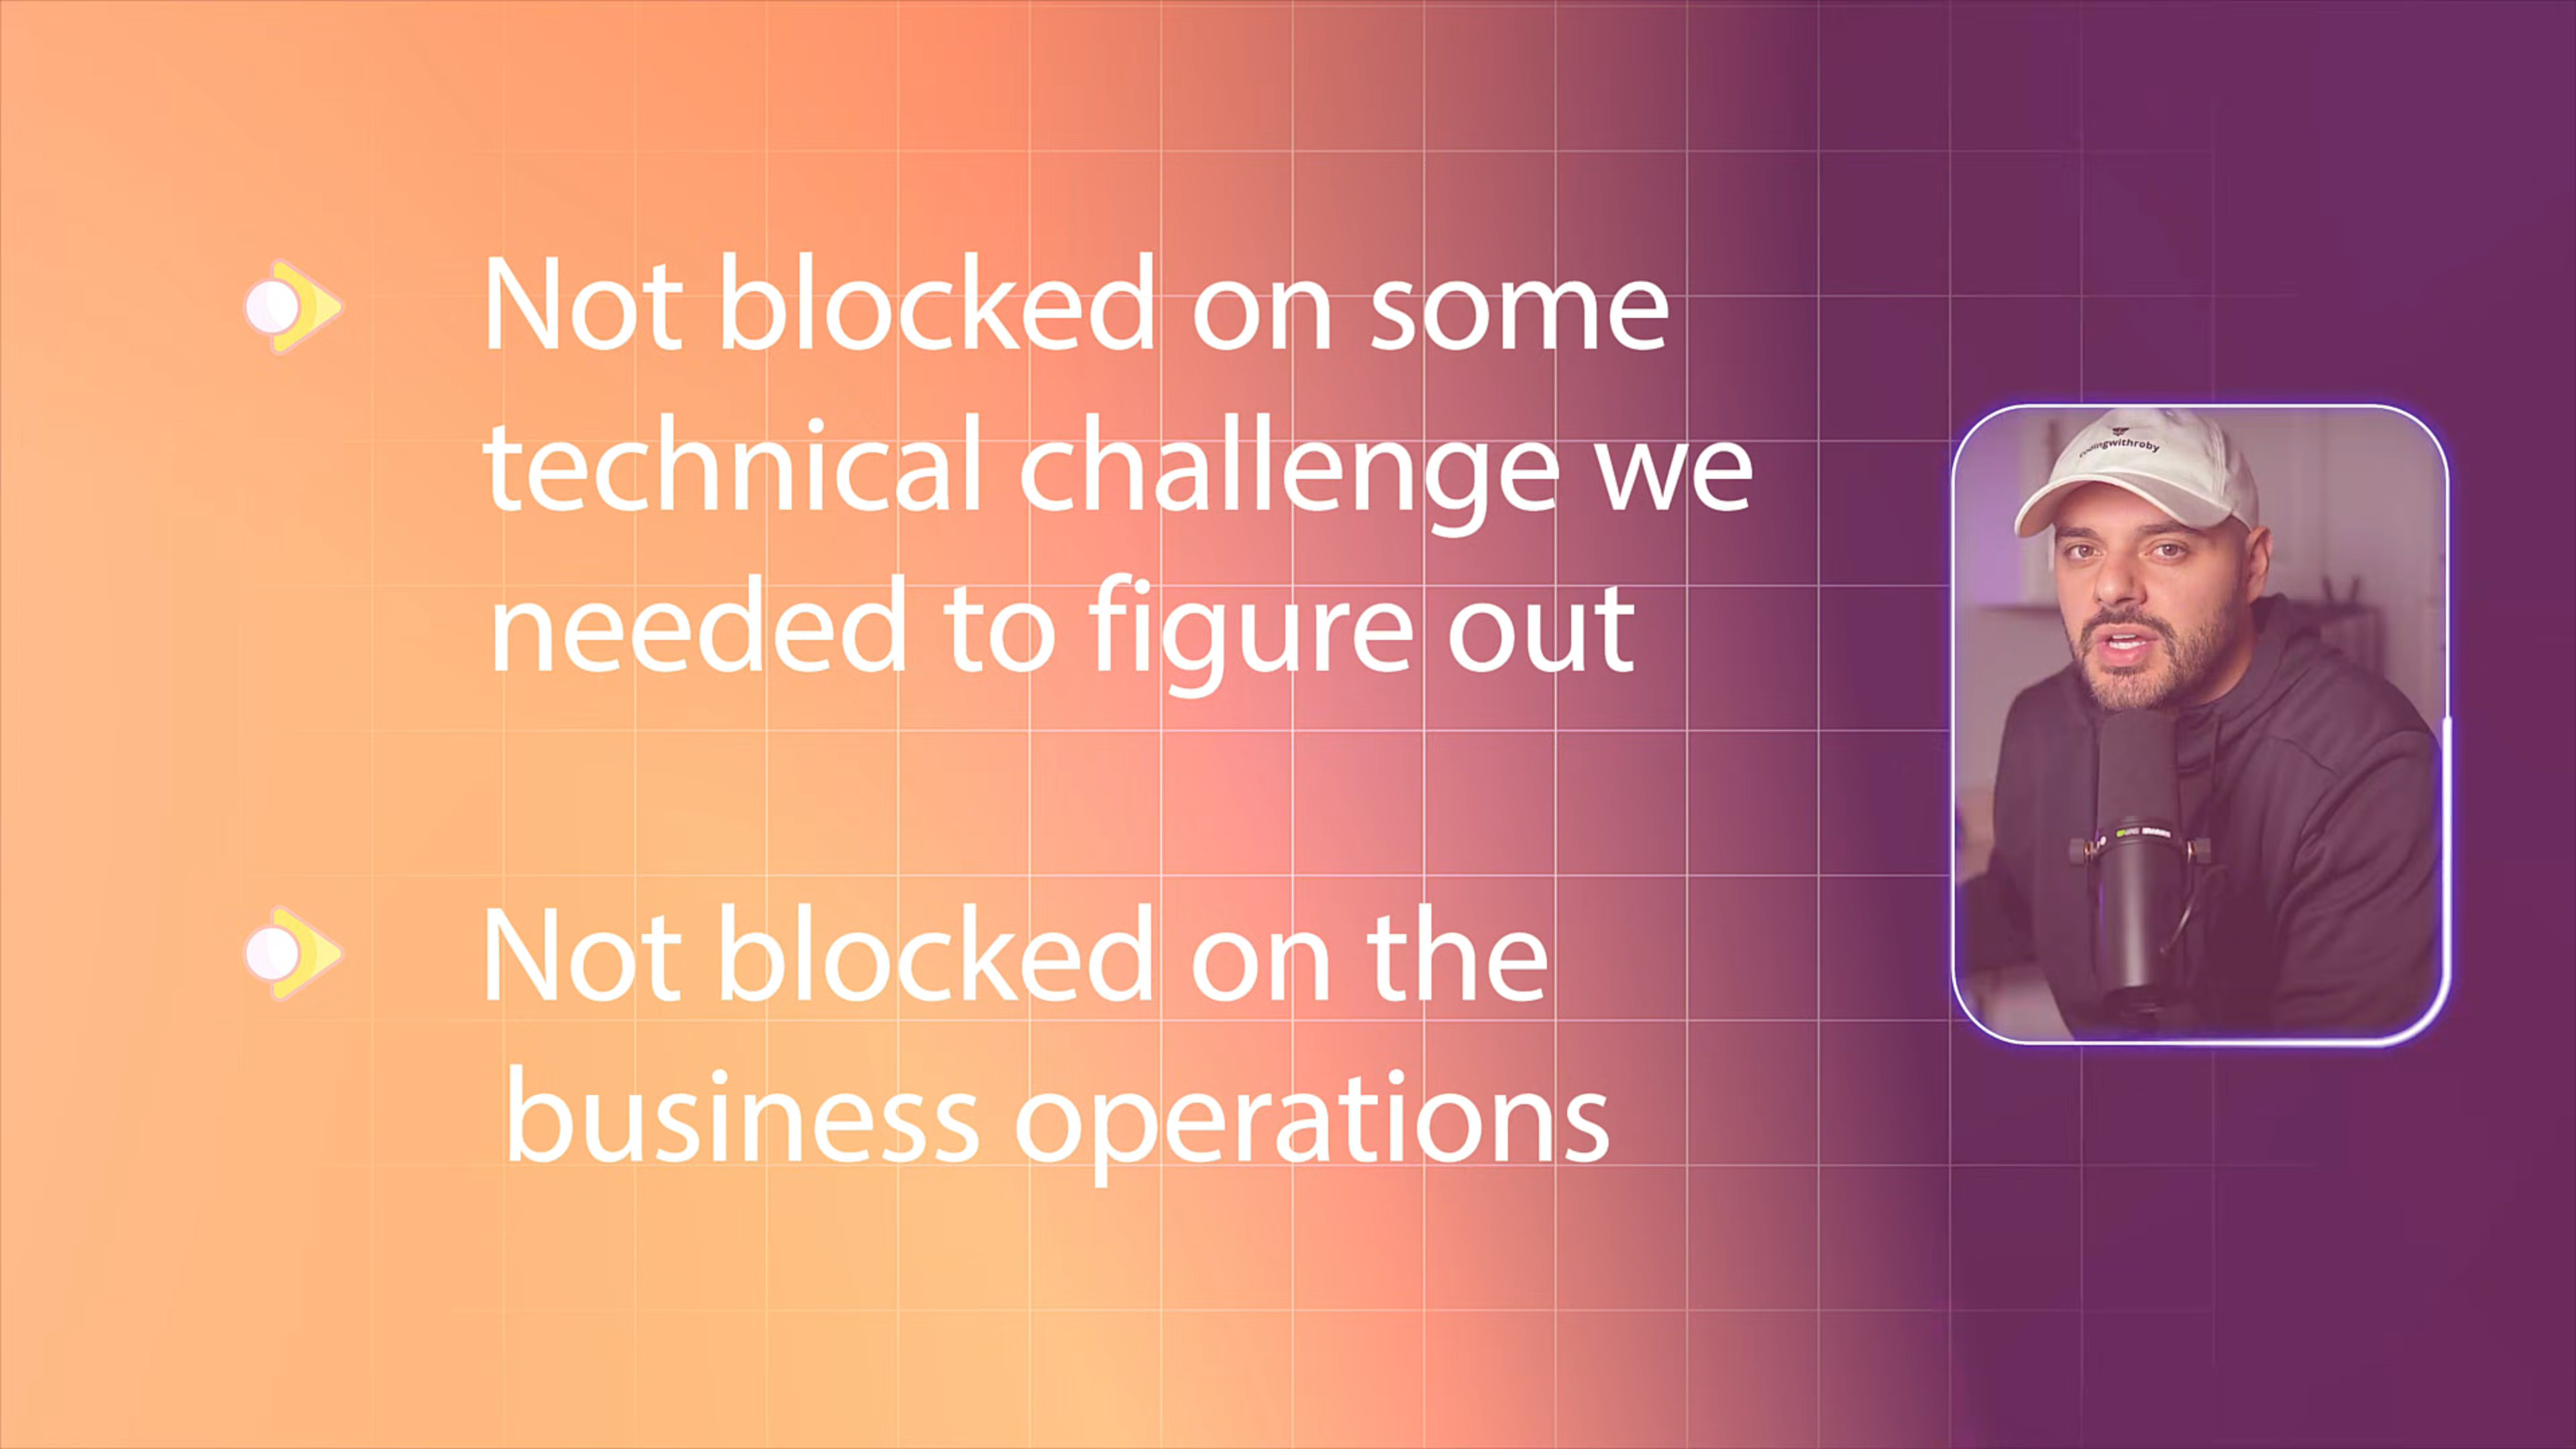 Not blocked on some
technical challenge we
needed to figure out
Not blocked on the
business operations
codingwithroby